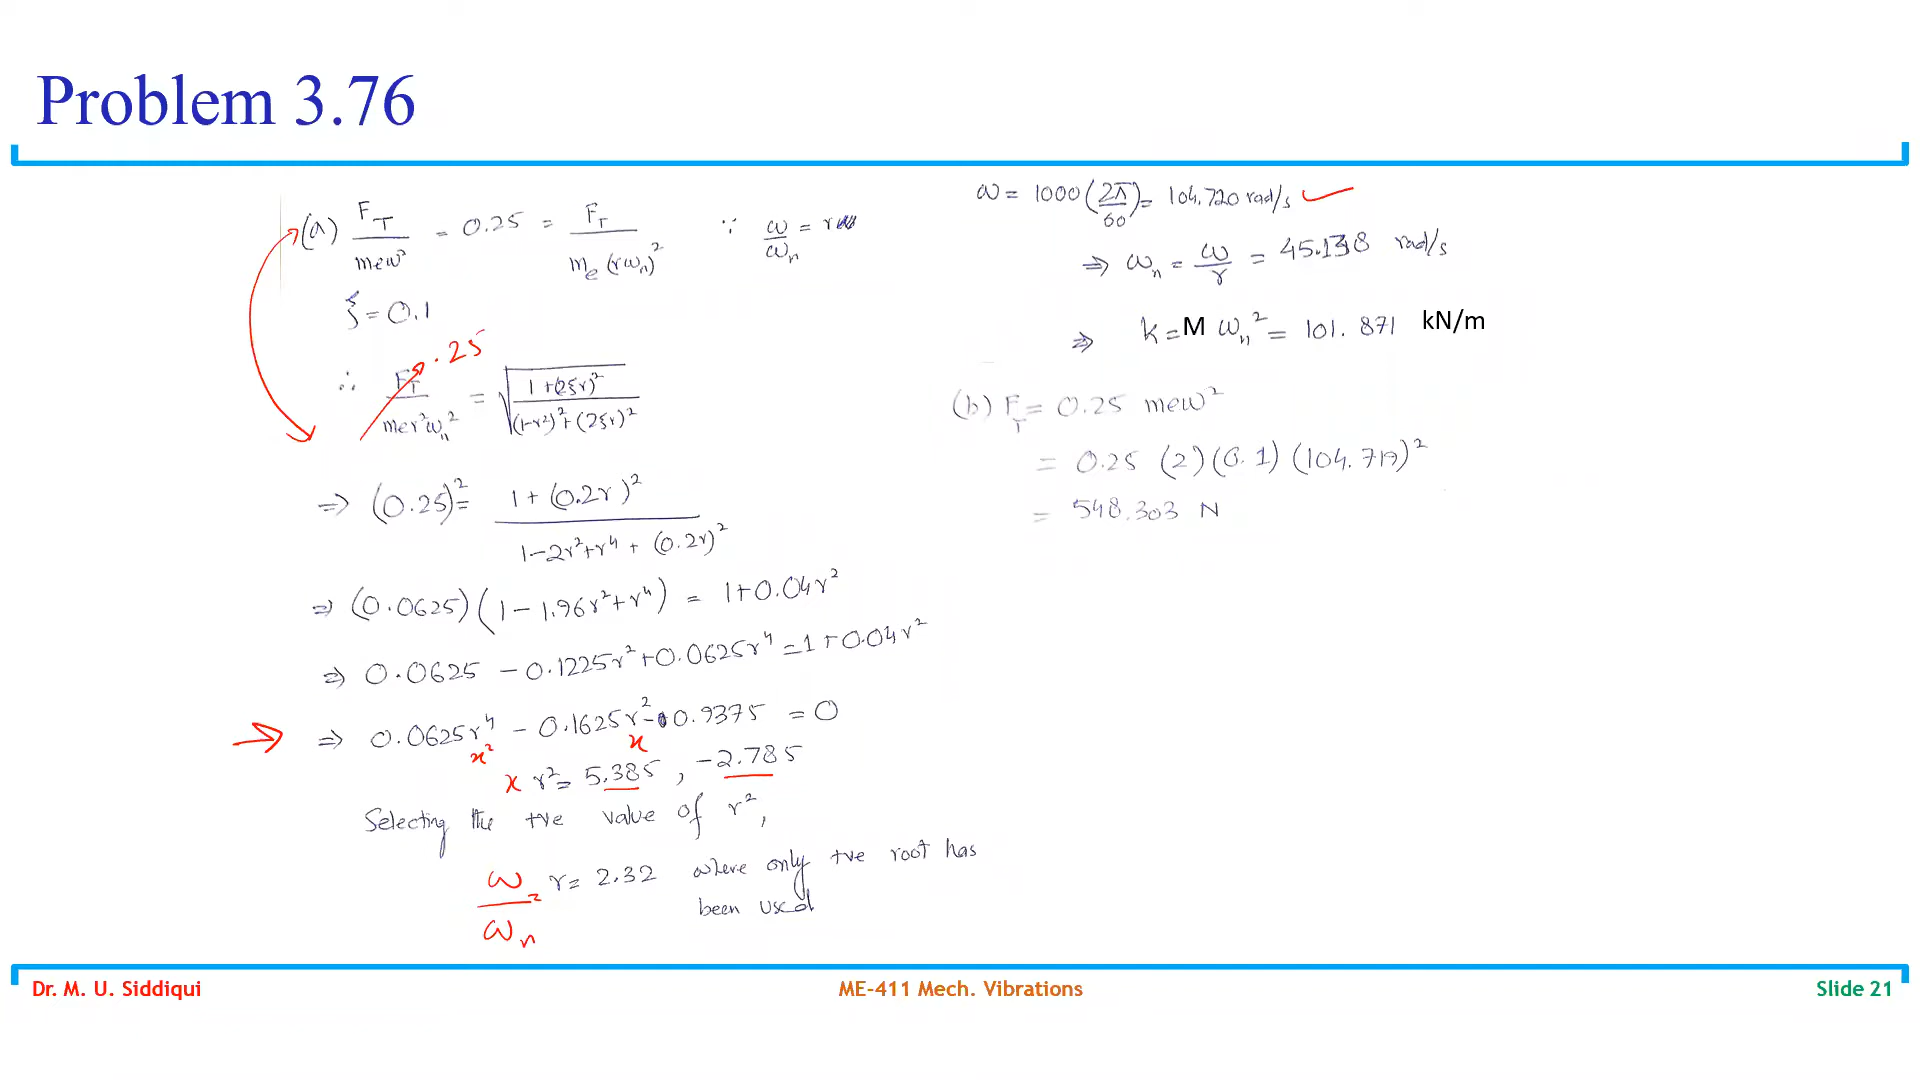 Problem 3.76
(a) F_T / meω² = 0.25 = F_T / m_e (rω_n)² ∵ ω / ω_n = r
ξ = 0.1
.25
∴ F_T / mer²ω_n² = √( 1+(2ξr)² / (1-r²)²+(2ξr)² )
⇒ (0.25)² = 1 + (0.2r)² / 1-2r²+r⁴ + (0.2r)²
⇒ (0.0625)(1 - 1.96r²+r⁴) = 1+0.04r²
⇒ 0.0625 - 0.1225r²+0.0625r⁴ = 1+0.04r²
⇒ 0.0625r⁴ - 0.1625r² - 0.9375 = 0
x² x
x r² = 5.385 , -2.785
Selecting the +ve value of r²,
ω / ω_n = r = 2.32 where only +ve root has
been used
ω = 1000 (2π / 60) = 104.720 rad/s
⇒ ω_n = ω / r = 45.138 rad/s
⇒ k = M ω_n² = 101.871 kN/m
(b) F_T = 0.25 meω²
= 0.25 (2)(0.1)(104.719)²
= 548.303 N
Dr. M. U. Siddiqui
ME-411 Mech. Vibrations
Slide 21